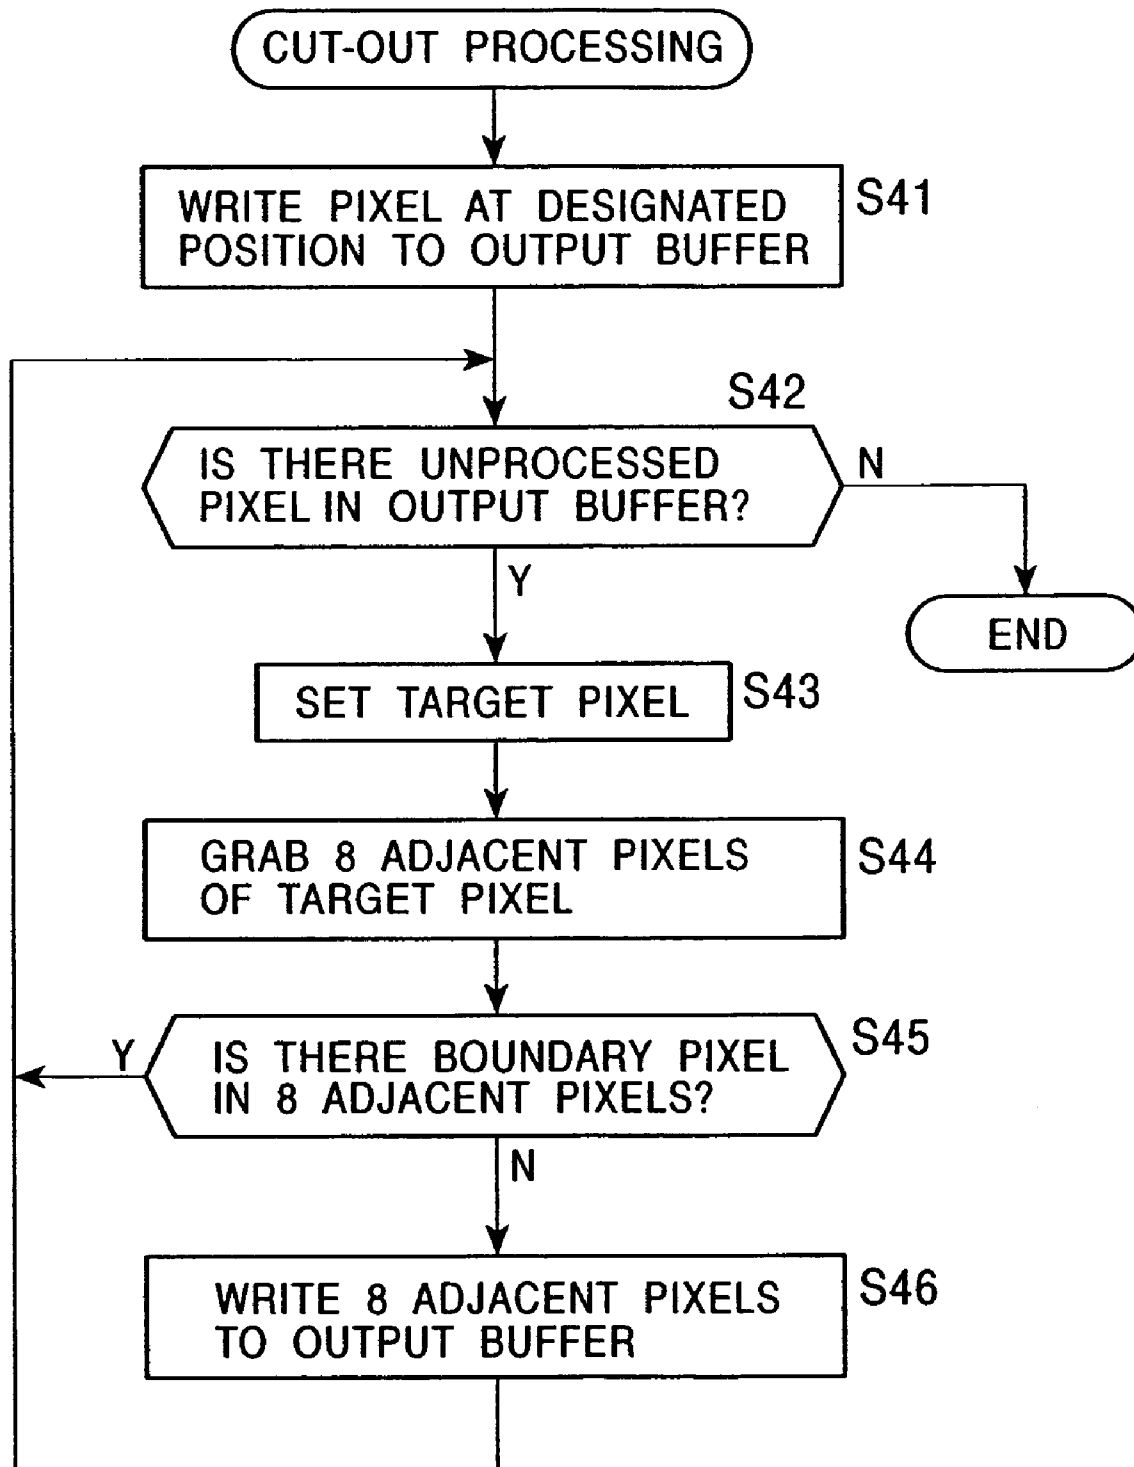 CUT-OUT PROCESSING
S41
WRITE PIXEL AT DESIGNATED
POSITION TO OUTPUT BUFFER
S42
IS THERE UNPROCESSED
PIXEL IN OUTPUT BUFFER?
N
Y
END
SET TARGET PIXEL
S43
GRAB 8 ADJACENT PIXELS
OF TARGET PIXEL
S44
IS THERE BOUNDARY PIXEL
IN 8 ADJACENT PIXELS?
S45
Y
N
WRITE 8 ADJACENT PIXELS
TO OUTPUT BUFFER
S46